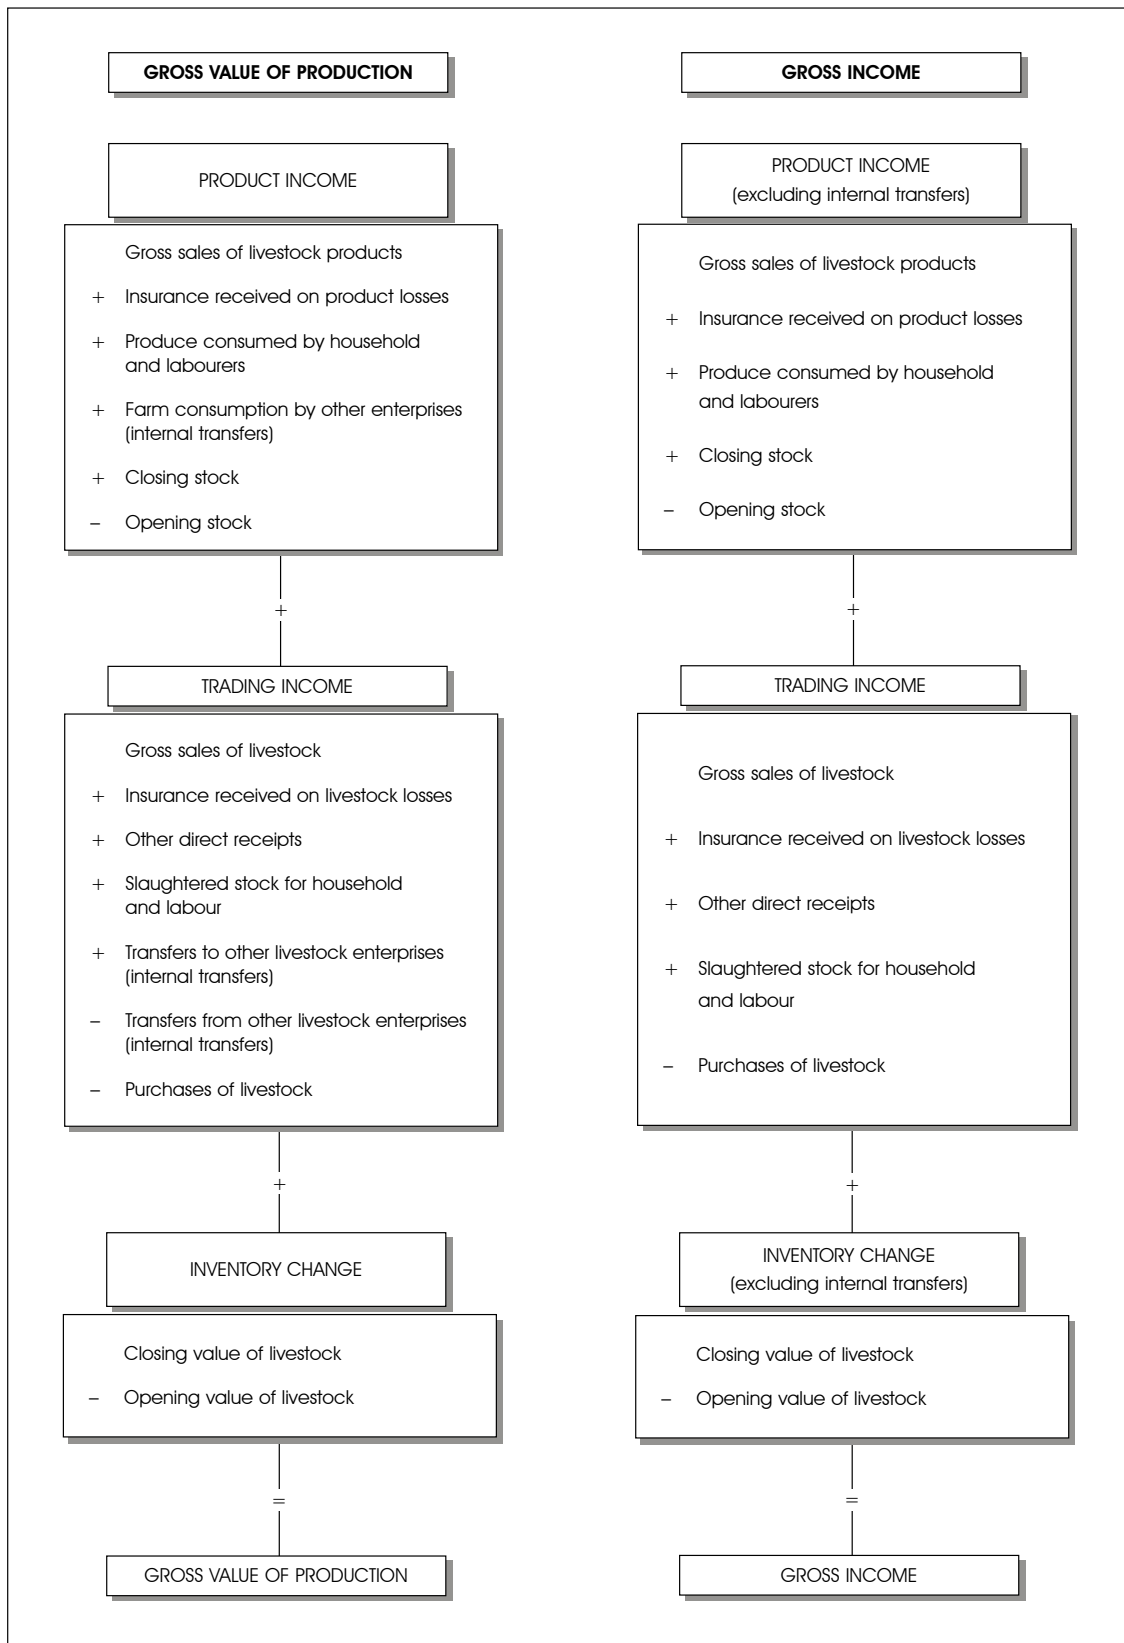 GROSS VALUE OF PRODUCTION
PRODUCT INCOME
Gross sales of livestock products
+ Insurance received on product losses
+ Produce consumed by household
and labourers
+ Farm consumption by other enterprises
(internal transfers)
+ Closing stock
– Opening stock
+
TRADING INCOME
Gross sales of livestock
+ Insurance received on livestock losses
+ Other direct receipts
+ Slaughtered stock for household
and labour
+ Transfers to other livestock enterprises
(internal transfers)
– Transfers from other livestock enterprises
(internal transfers)
– Purchases of livestock
+
INVENTORY CHANGE
Closing value of livestock
– Opening value of livestock
=
GROSS VALUE OF PRODUCTION
GROSS INCOME
PRODUCT INCOME
(excluding internal transfers)
Gross sales of livestock products
+ Insurance received on product losses
+ Produce consumed by household
and labourers
+ Closing stock
– Opening stock
+
TRADING INCOME
Gross sales of livestock
+ Insurance received on livestock losses
+ Other direct receipts
+ Slaughtered stock for household
and labour
– Purchases of livestock
+
INVENTORY CHANGE
(excluding internal transfers)
Closing value of livestock
– Opening value of livestock
=
GROSS INCOME